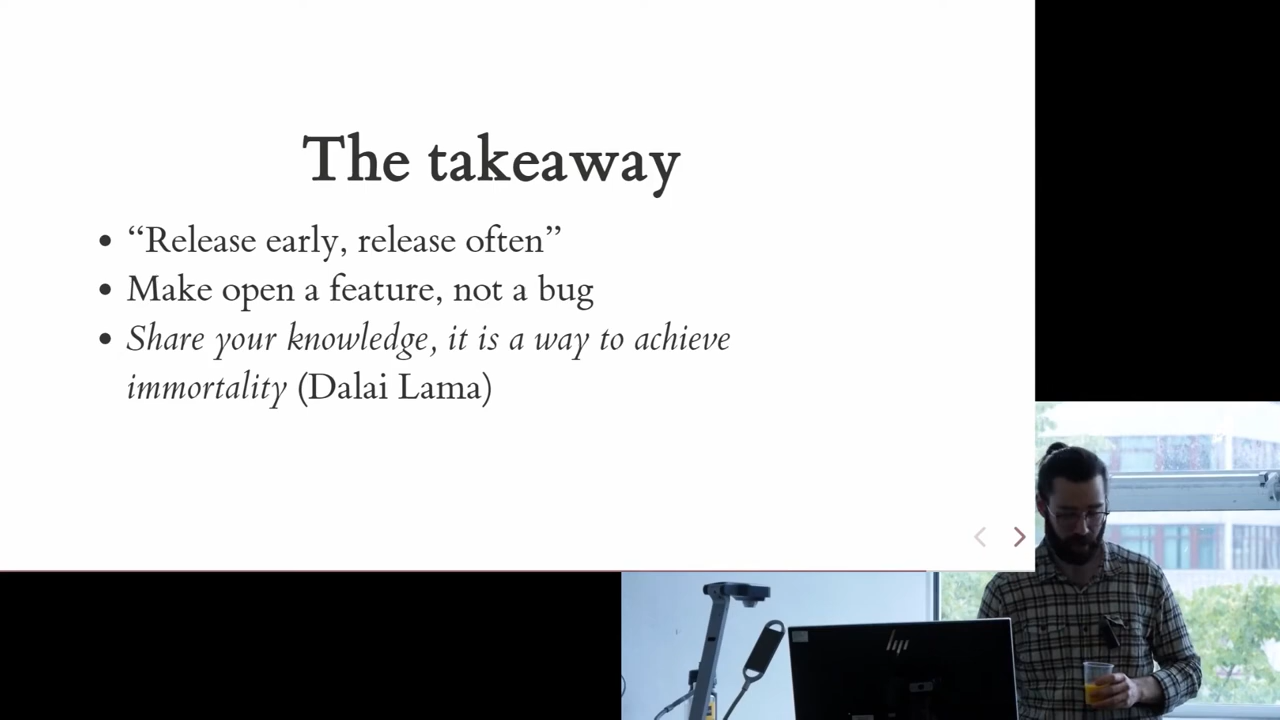 The takeaway
• “Release early, release often”
• Make open a feature, not a bug
• Share your knowledge, it is a way to achieve
immortality (Dalai Lama)
hp